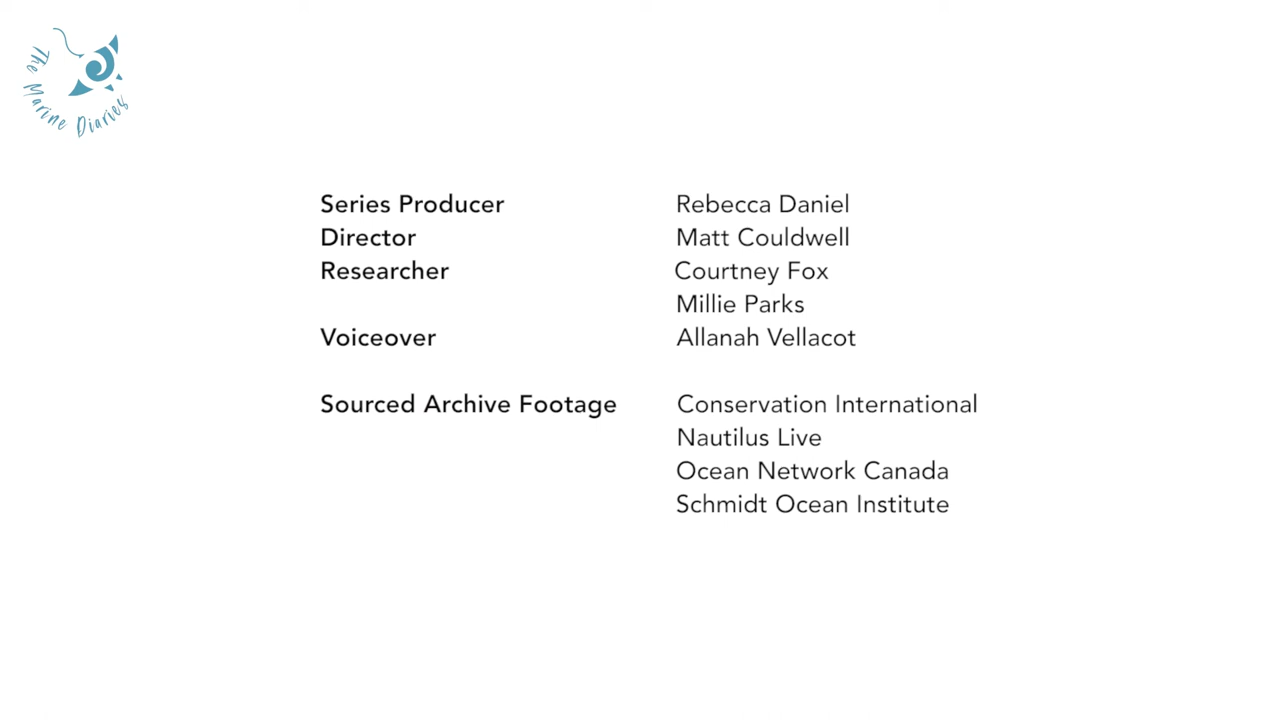 The Marine Diaries
Series Producer Rebecca Daniel
Director Matt Couldwell
Researcher Courtney Fox
Millie Parks
Voiceover Allanah Vellacot
Sourced Archive Footage Conservation International
Nautilus Live
Ocean Network Canada
Schmidt Ocean Institute